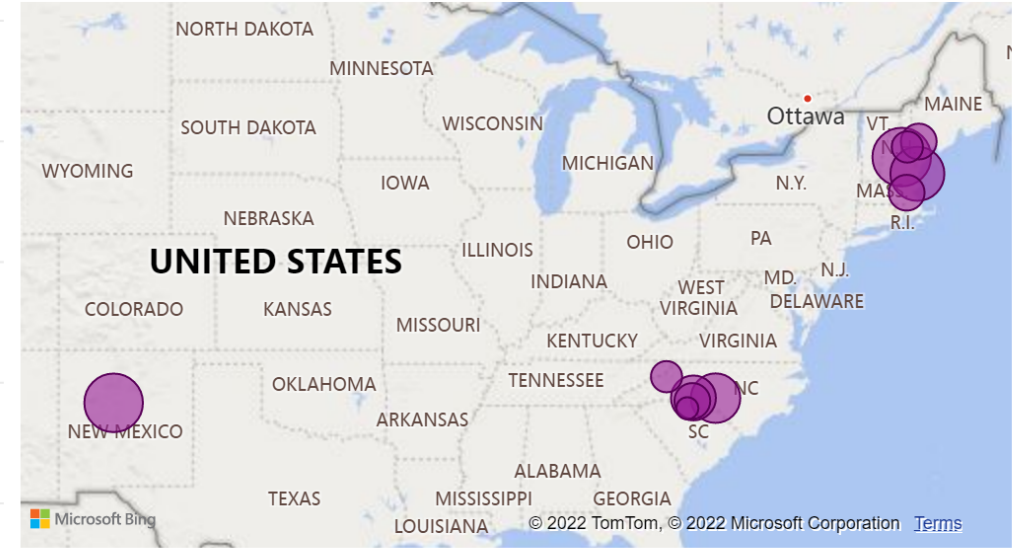 NORTH DAKOTA
MINNESOTA
MAINE
Ottawa
VT
SOUTH DAKOTA
WISCONSIN
MICHIGAN
WYOMING
IOWA
N.Y.
NEBRASKA
R.I.
UNITED STATES
ILLINOIS
OHIO
PA
INDIANA
MD.
N.J.
WEST
VIRGINIA
DELAWARE
COLORADO
KANSAS
MISSOURI
KENTUCKY
VIRGINIA
OKLAHOMA
TENNESSEE
NC
ARKANSAS
NEW MEXICO
SC
ALABAMA
TEXAS
MISSISSIPPI
GEORGIA
LOUISIANA
Microsoft Bing
© 2022 TomTom, © 2022 Microsoft Corporation Terms